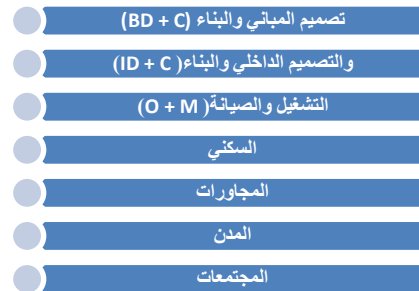 تصميم المباني والبناء (BD + C)
والتصميم الداخلي والبناء( ID + C)
التشغيل والصيانة( O + M)
السكني
المجاورات
المدن
المجتمعات